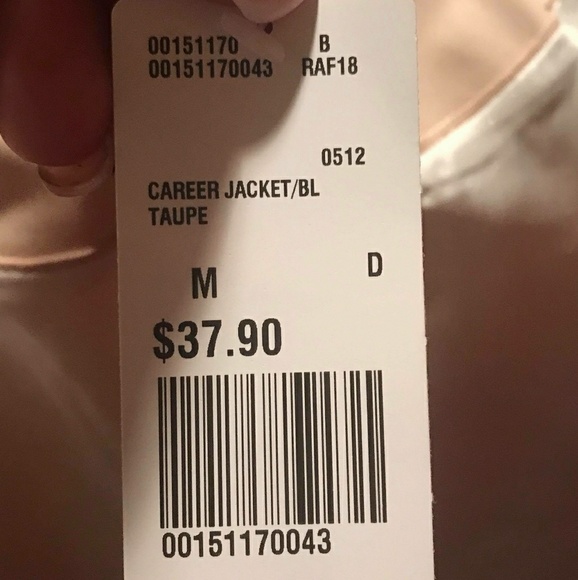 00151170 B
00151170043 RAF18
0512
CAREER JACKET/BL
TAUPE
M D
$37.90
00151170043